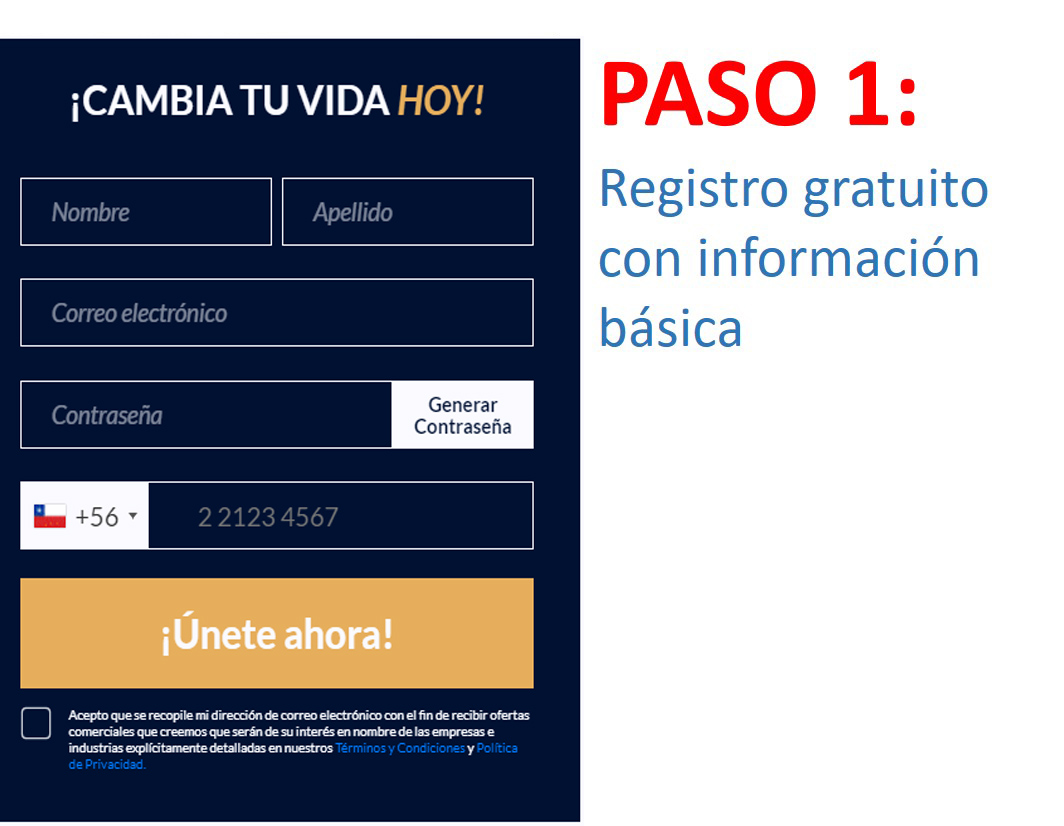 ¡CAMBIA TU VIDA HOY!
Nombre
Apellido
Correo electrónico
Contraseña
Generar
Contraseña
+56
2 2123 4567
¡Únete ahora!
Acepto que se recopile mi dirección de correo electrónico con el fin de recibir ofertas
comerciales que creemos que serán de su interés en nombre de las empresas e
industrias explícitamente detalladas en nuestros Términos y Condiciones y Política
de Privacidad.
PASO 1:
Registro gratuito
con información
básica